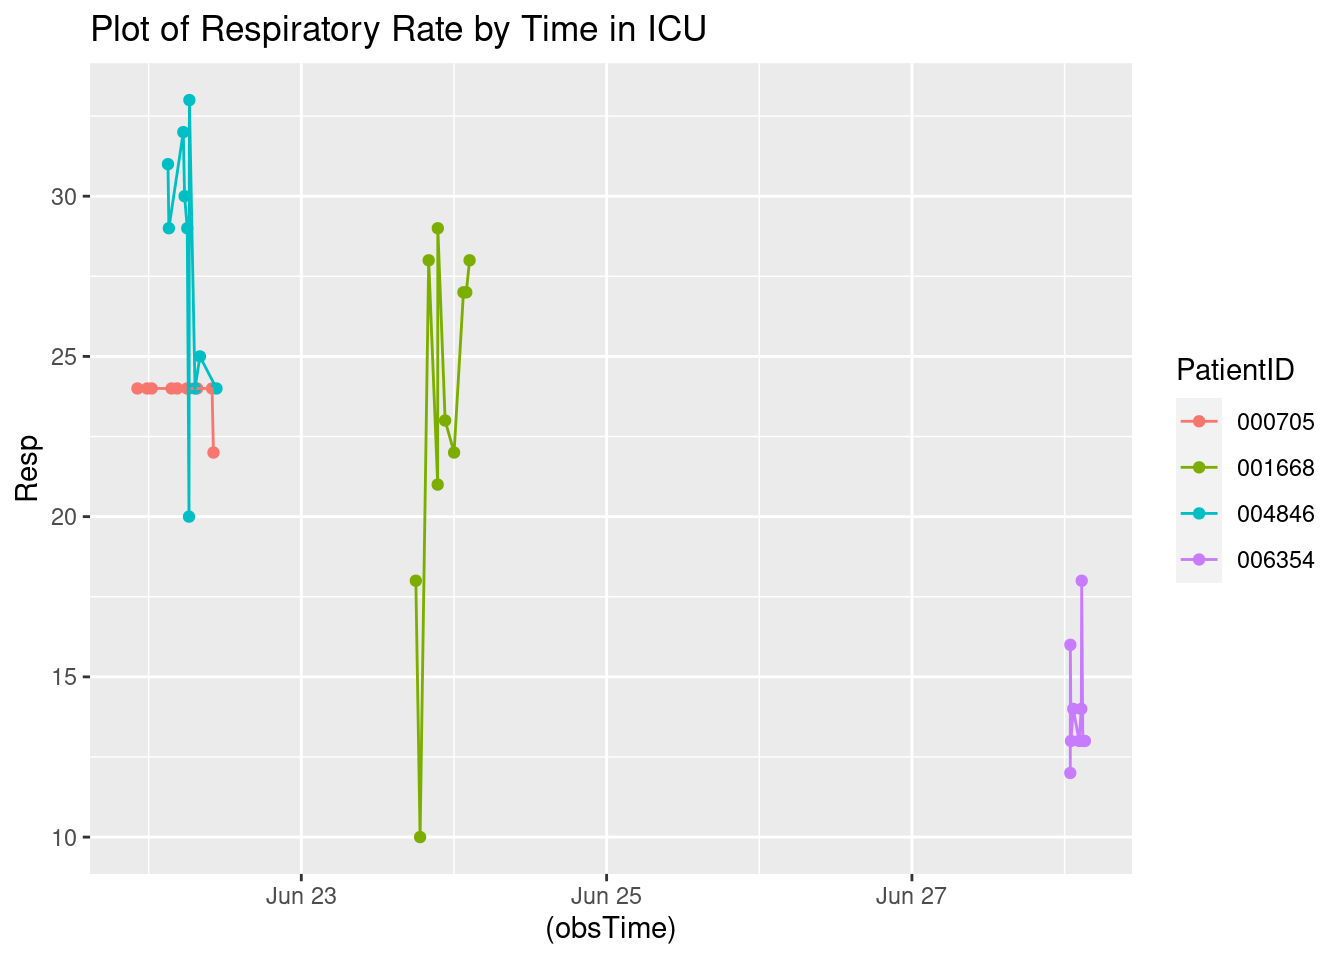 Plot of Respiratory Rate by Time in ICU
30
25
20
15
10
Resp
Jun 23
Jun 25
Jun 27
(obsTime)
PatientID
000705
001668
004846
006354